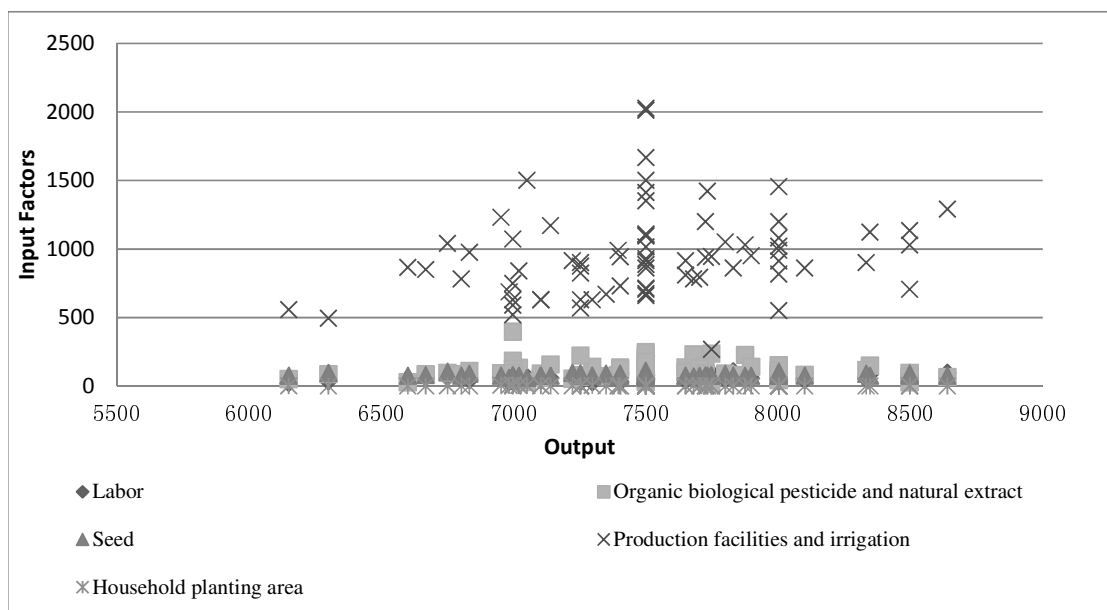 2500
2000
1500
1000
500
0
Input Factors
5500 6000 6500 7000 7500 8000 8500 9000
Output
Labor Organic biological pesticide and natural extract
Seed Production facilities and irrigation
Household planting area